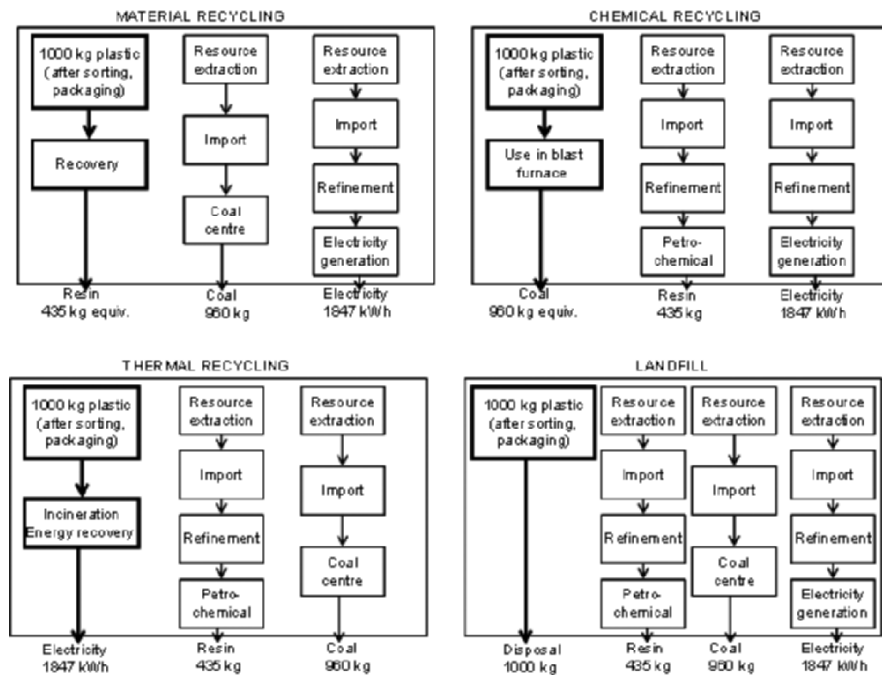 MATERIAL RECYCLING
1000 kg plastic
(after sorting,
packaging)
Recovery
Resin
435 kg equiv.
Resource
extraction
Import
Coal
centre
Coal
960 kg
Resource
extraction
Import
Refinement
Electricity
generation
Electricity
1847 kWh
CHEMICAL RECYCLING
1000 kg plastic
(after sorting,
packaging)
Use in blast
furnace
Coal
960 kg equiv.
Resource
extraction
Import
Refinement
Petro-
chemical
Resin
435 kg
Resource
extraction
Import
Refinement
Electricity
generation
Electricity
1847 kWh
THERMAL RECYCLING
1000 kg plastic
(after sorting,
packaging)
Incineration
Energy recovery
Electricity
1847 kWh
Resource
extraction
Import
Refinement
Petro-
chemical
Resin
435 kg
Resource
extraction
Import
Coal
centre
Coal
960 kg
LANDFILL
1000 kg plastic
(after sorting,
packaging)
Disposal
1000 kg
Resource
extraction
Import
Refinement
Petro-
chemical
Resin
435 kg
Resource
extraction
Import
Coal
centre
Coal
960 kg
Resource
extraction
Import
Refinement
Electricity
generation
Electricity
1847 kWh